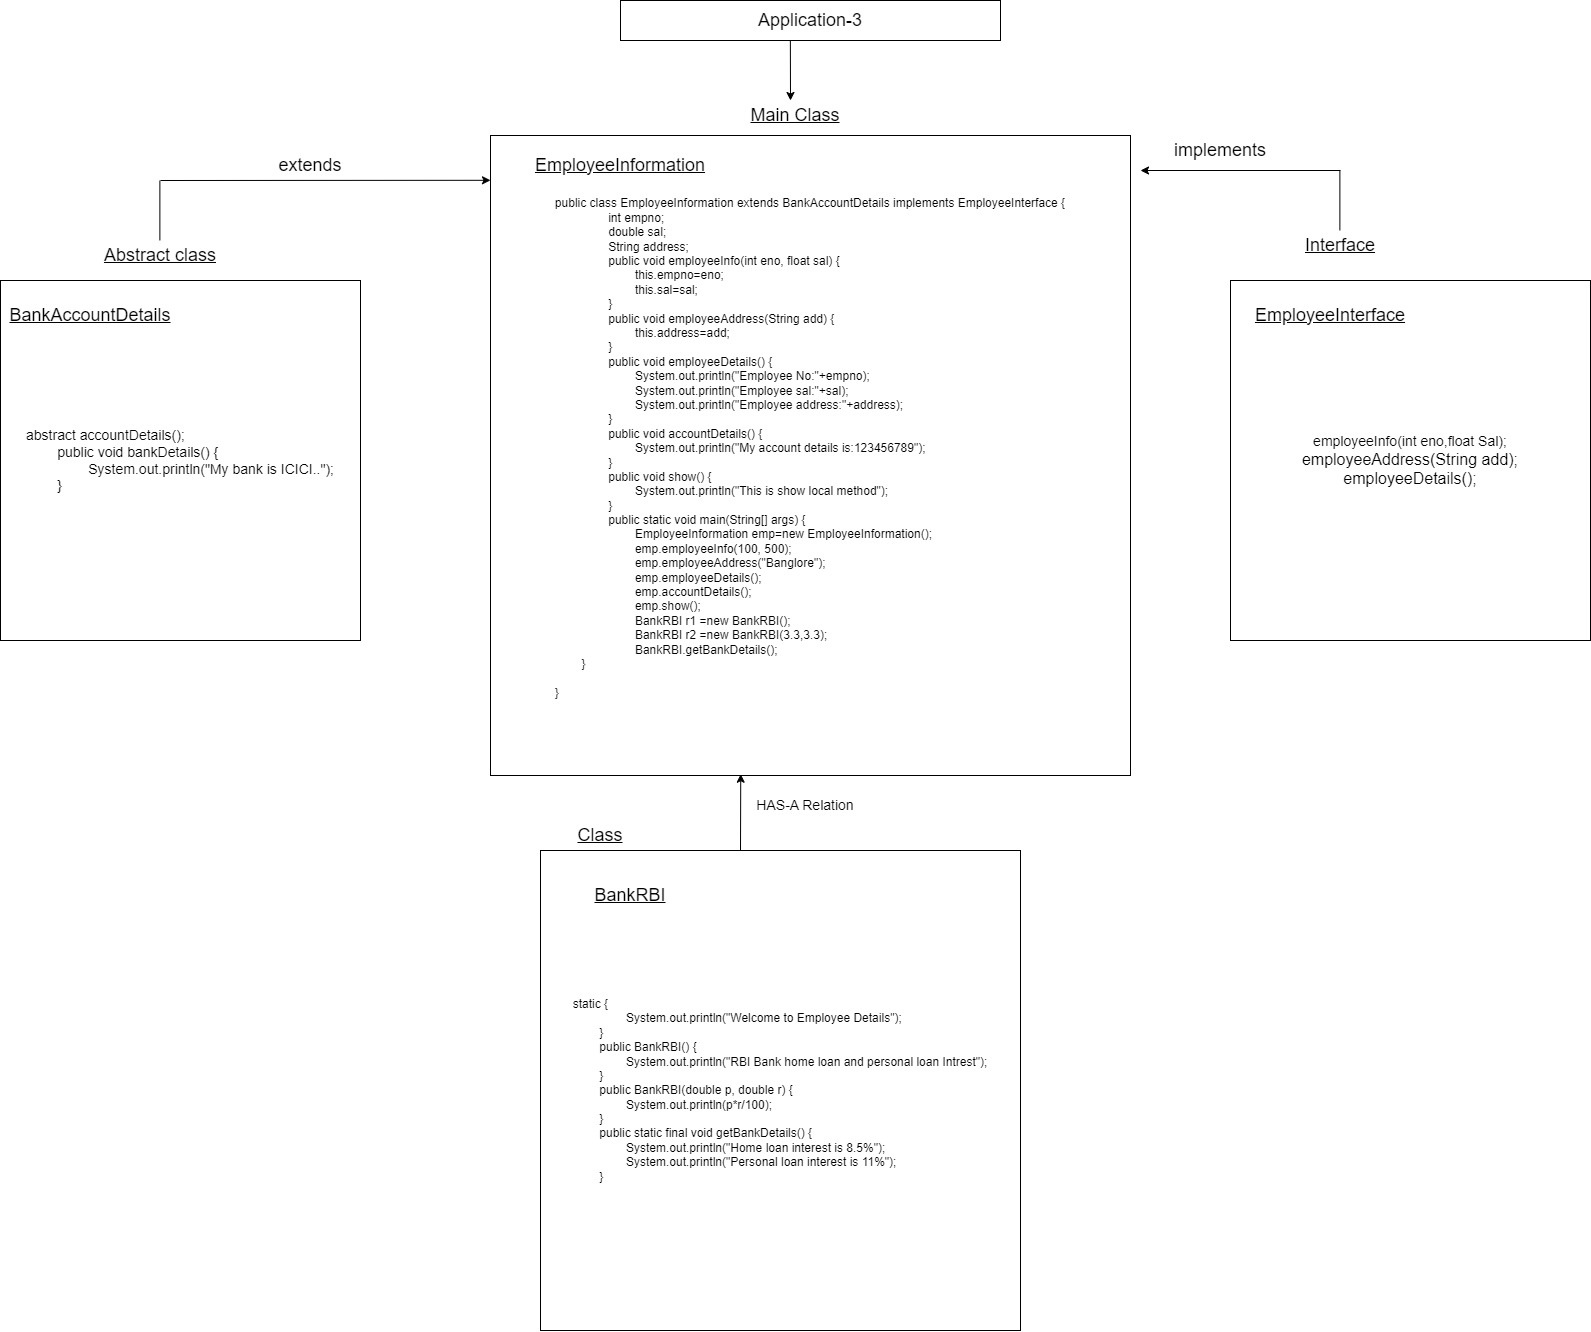 Application-3
Main Class
extends
implements
EmployeeInformation
public class EmployeeInformation extends BankAccountDetails implements EmployeeInterface {
int empno;
double sal;
String address;
public void employeeInfo(int eno, float sal) {
this.empno=eno;
this.sal=sal;
}
public void employeeAddress(String add) {
this.address=add;
}
public void employeeDetails() {
System.out.println("Employee No:"+empno);
System.out.println("Employee sal:"+sal);
System.out.println("Employee address:"+address);
}
public void accountDetails() {
System.out.println("My account details is:123456789");
}
public void show() {
System.out.println("This is show local method");
}
public static void main(String[] args) {
EmployeeInformation emp=new EmployeeInformation();
emp.employeeInfo(100, 500);
emp.employeeAddress("Banglore");
emp.employeeDetails();
emp.accountDetails();
emp.show();
BankRBI r1 =new BankRBI();
BankRBI r2 =new BankRBI(3.3,3.3);
BankRBI.getBankDetails();
}
}
Abstract class
BankAccountDetails
abstract accountDetails();
public void bankDetails() {
System.out.println("My bank is ICICI..");
}
Interface
EmployeeInterface
employeeInfo(int eno,float Sal);
employeeAddress(String add);
employeeDetails();
HAS-A Relation
Class
BankRBI
static {
System.out.println("Welcome to Employee Details");
}
public BankRBI() {
System.out.println("RBI Bank home loan and personal loan Intrest");
}
public BankRBI(double p, double r) {
System.out.println(p*r/100);
}
public static final void getBankDetails() {
System.out.println("Home loan interest is 8.5%");
System.out.println("Personal loan interest is 11%");
}